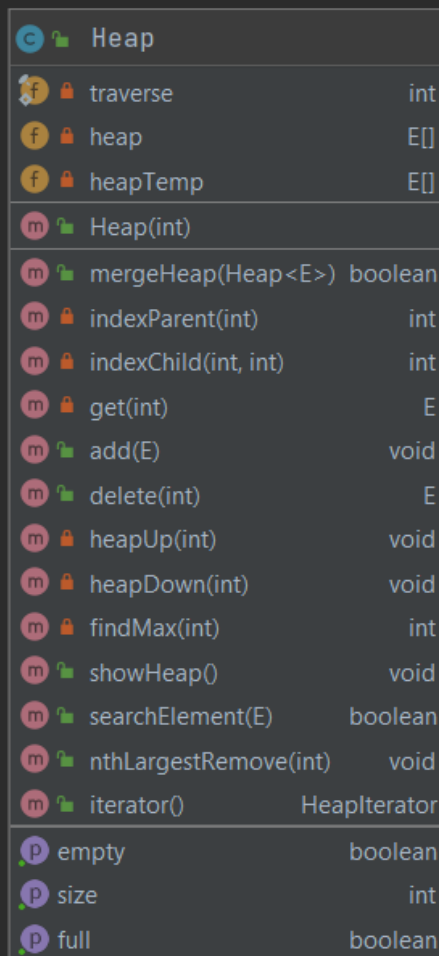 C Heap
f traverse int
f heap E[]
f heapTemp E[]
m Heap(int)
m mergeHeap(Heap<E>) boolean
m indexParent(int) int
m indexChild(int, int) int
m get(int) E
m add(E) void
m delete(int) E
m heapUp(int) void
m heapDown(int) void
m findMax(int) int
m showHeap() void
m searchElement(E) boolean
m nthLargestRemove(int) void
m iterator() HeapIterator
p empty boolean
p size int
p full boolean